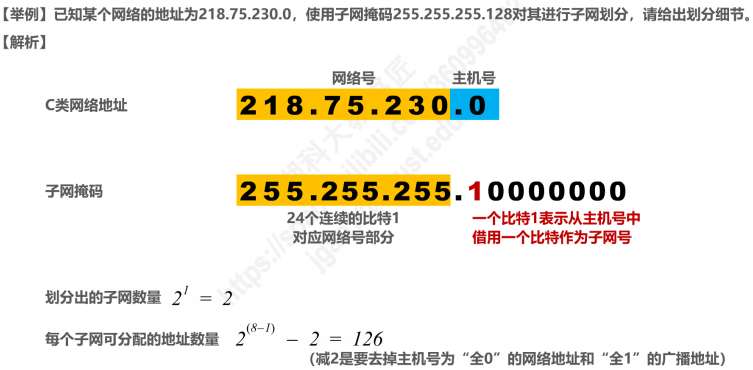 【举例】已知某个网络的地址为218.75.230.0，使用子网掩码255.255.255.128对其进行子网划分，请给出划分细节。
【解析】
网络号 主机号
C类网络地址 218.75.230.0
子网掩码 255.255.255.10000000
24个连续的比特1 一个比特1表示从主机号中
对应网络号部分 借用一个比特作为子网号
划分出的子网数量 2^1 = 2
每个子网可分配的地址数量 2^(8-1) - 2 = 126
（减2是要去掉主机号为“全0”的网络地址和“全1”的广播地址）